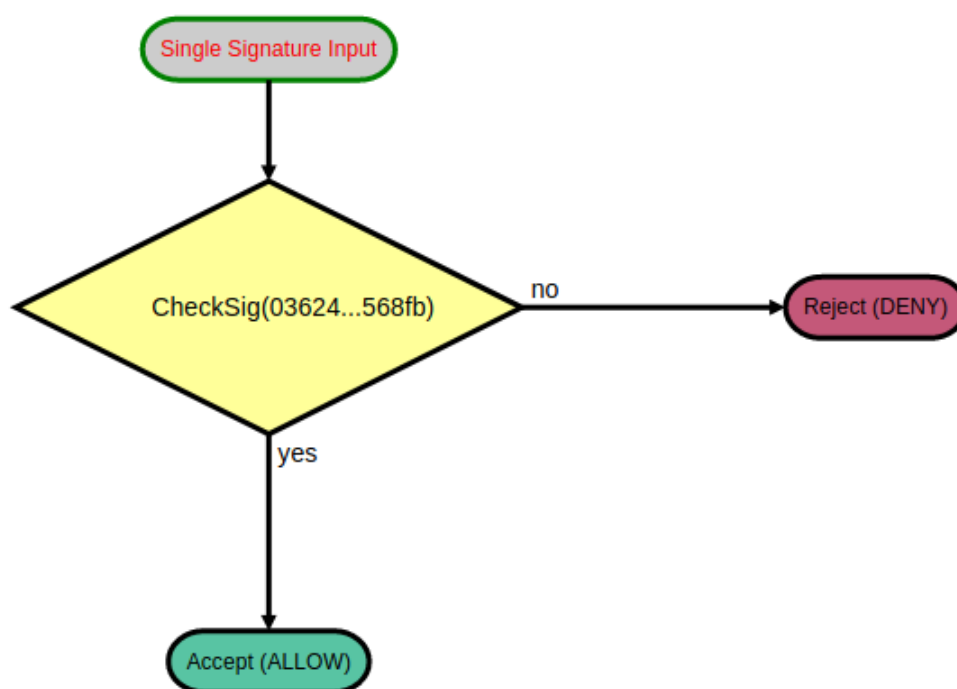 Single Signature Input
CheckSig(03624...568fb)
no
Reject (DENY)
yes
Accept (ALLOW)